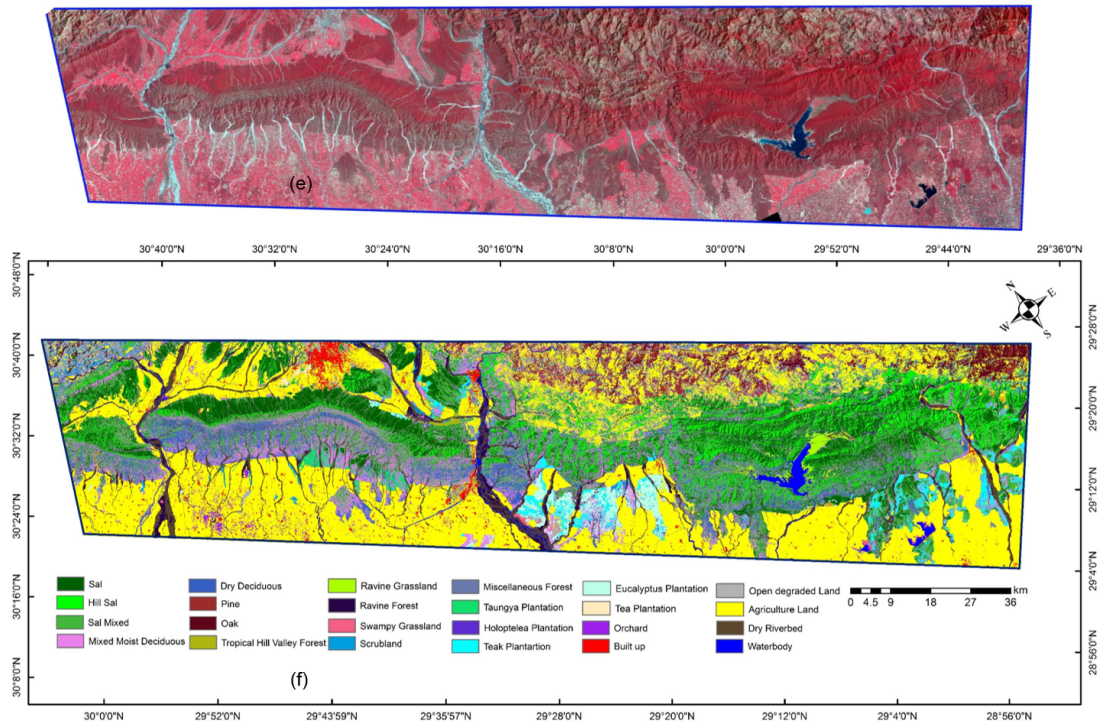 (e)
30°40'0"N 30°32'0"N 30°24'0"N 30°16'0"N 30°8'0"N 30°0'0"N 29°52'0"N 29°44'0"N 29°36'0"N
30°48'0"N
30°40'0"N
30°32'0"N
30°24'0"N
30°16'0"N
30°8'0"N
N
E
W
S
29°28'0"N
29°20'0"N
29°12'0"N
29°4'0"N
28°56'0"N
Sal
Hill Sal
Sal Mixed
Mixed Moist Deciduous
Dry Deciduous
Pine
Oak
Tropical Hill Valley Forest
Ravine Grassland
Ravine Forest
Swampy Grassland
Scrubland
Miscellaneous Forest
Taungya Plantation
Holoptelea Plantation
Teak Plantartion
Eucalyptus Plantation
Tea Plantation
Orchard
Built up
Open degraded Land
Agriculture Land
Dry Riverbed
Waterbody
km
0 4.5 9 18 27 36
(f)
30°0'0"N 29°52'0"N 29°43'59"N 29°35'57"N 29°28'0"N 29°20'0"N 29°12'0"N 29°4'0"N 28°56'0"N